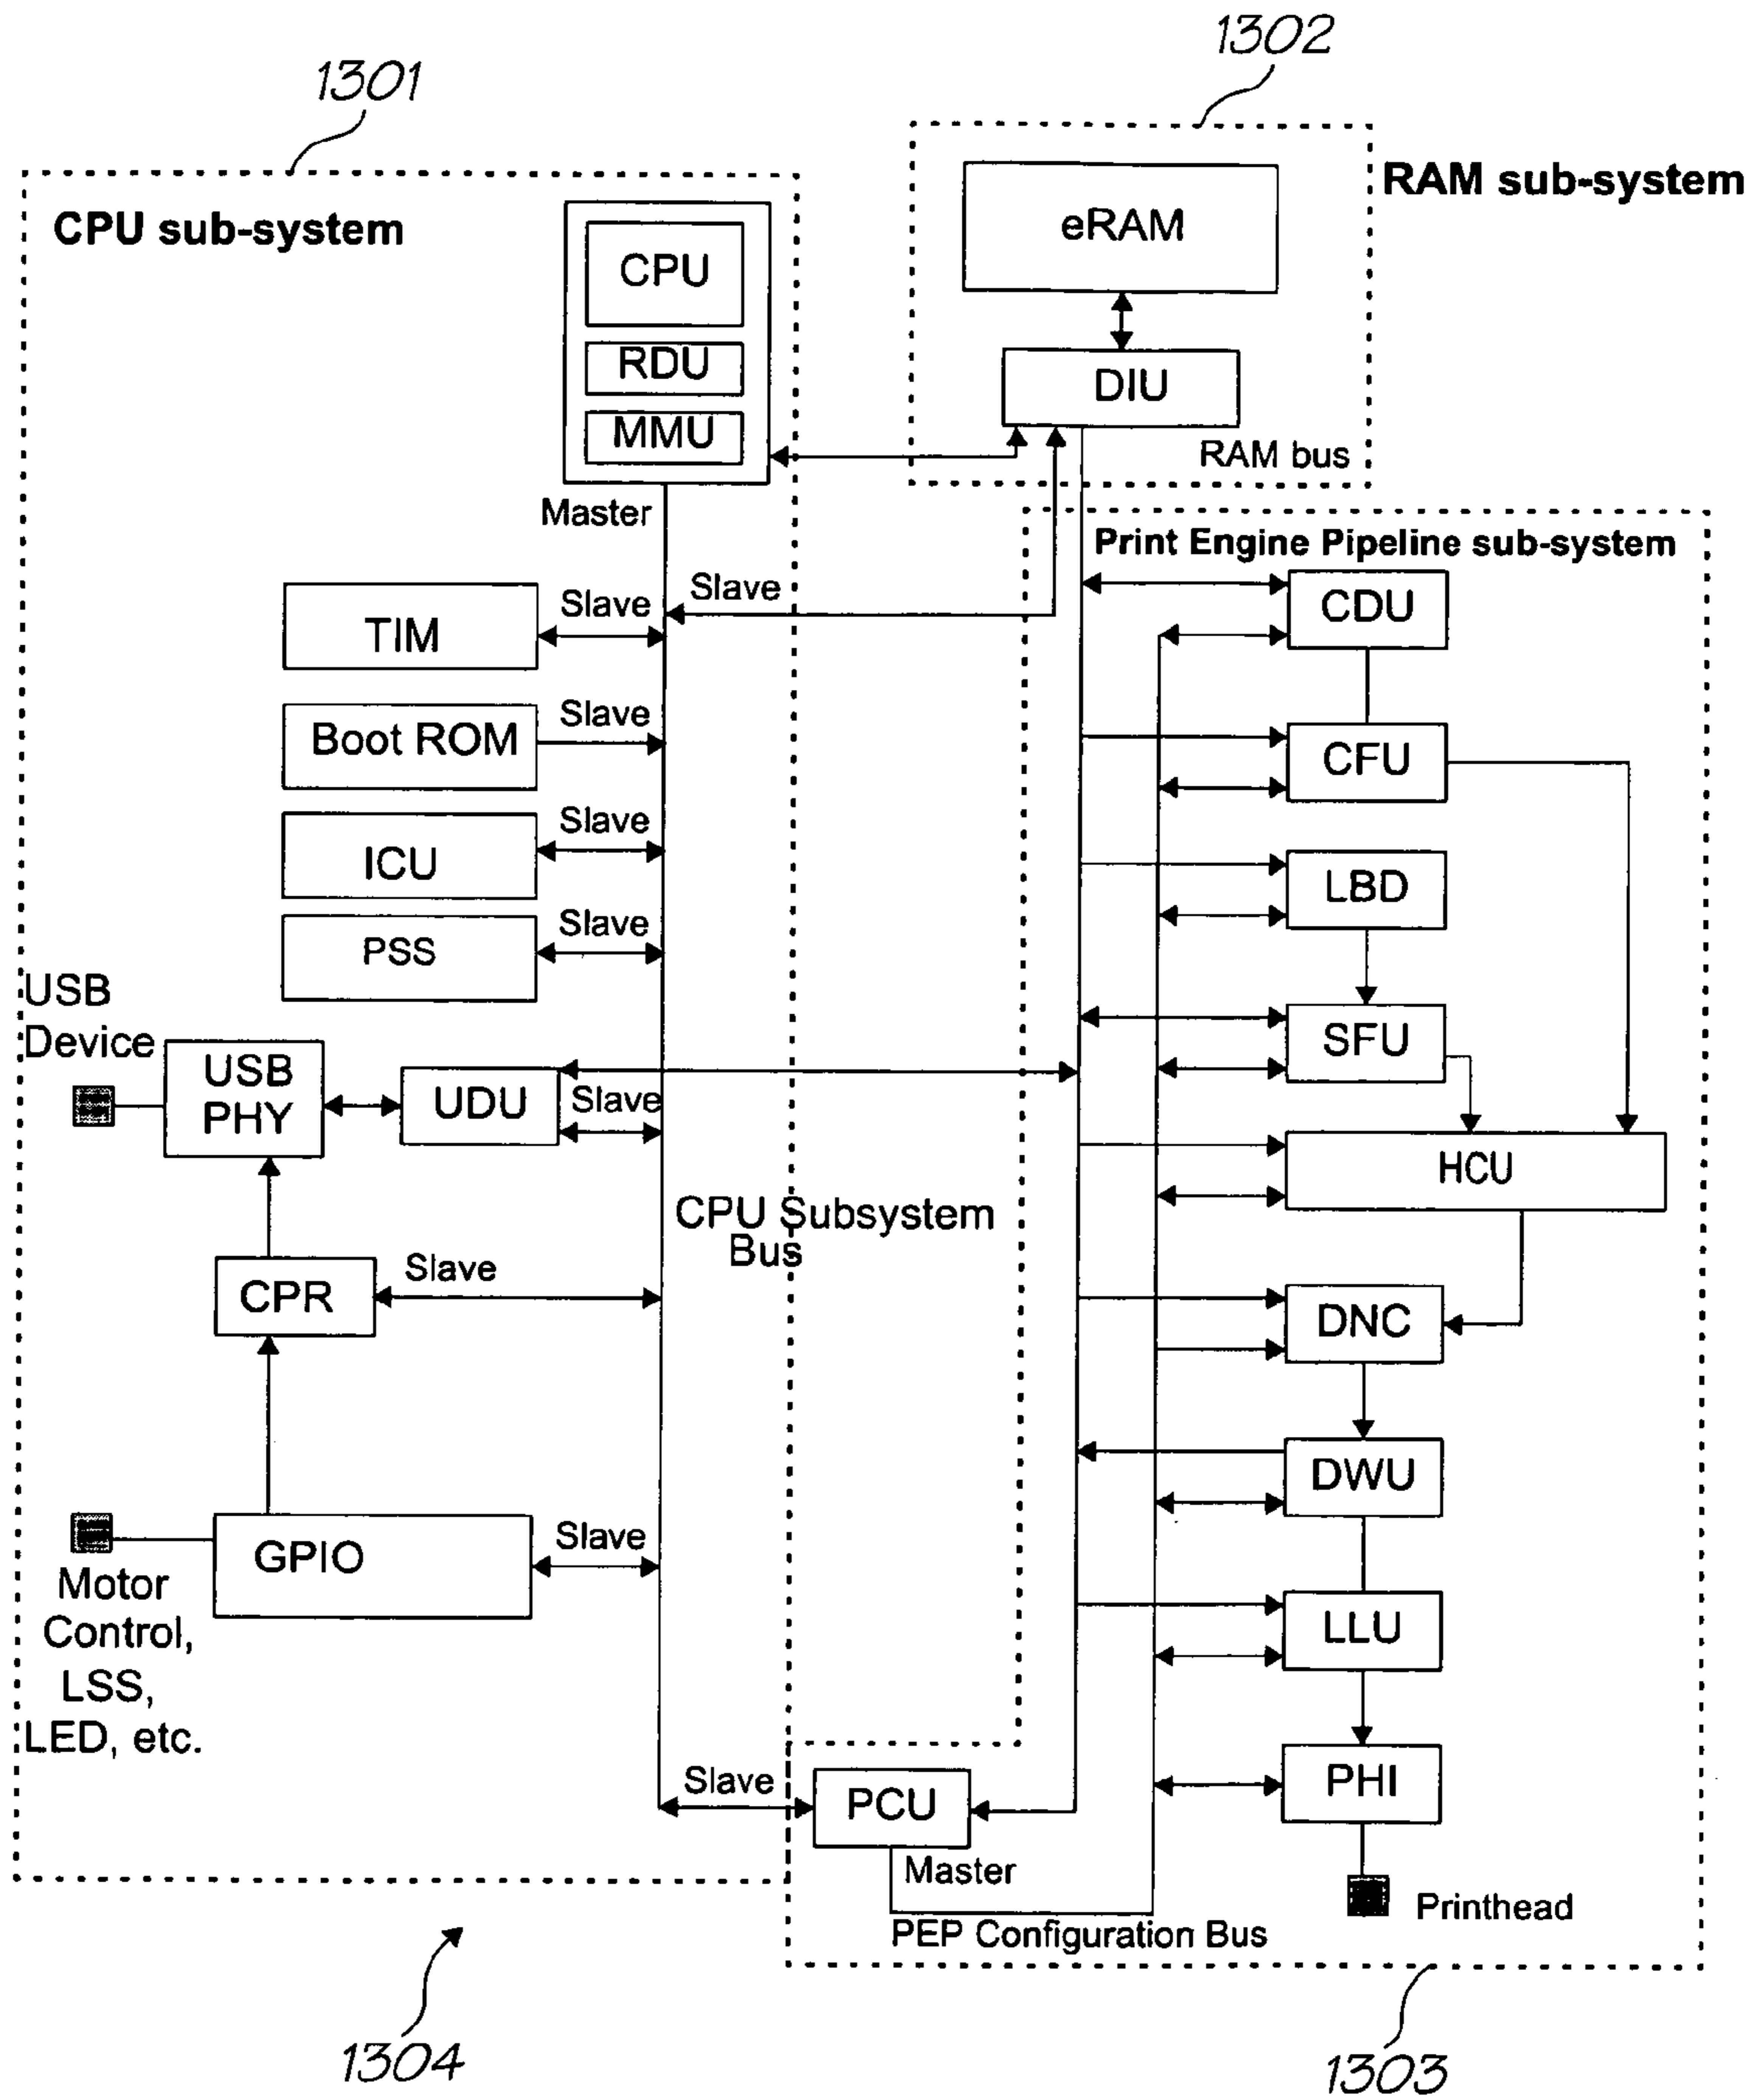 1302
1301
RAM sub-system
CPU sub-system
eRAM
CPU
RDU
MMU
DIU
RAM bus
Master
Print Engine Pipeline sub-system
Slave
Slave
TIM
CDU
Slave
Boot ROM
CFU
Slave
ICU
LBD
Slave
PSS
USB
Device
SFU
USB
PHY
UDU
Slave
HCU
CPU Subsystem
Bus
Slave
CPR
DNC
DWU
Slave
GPIO
Motor
Control,
LSS,
LED, etc.
LLU
Slave
PCU
PHI
Master
Printhead
PEP Configuration Bus
1304
1303